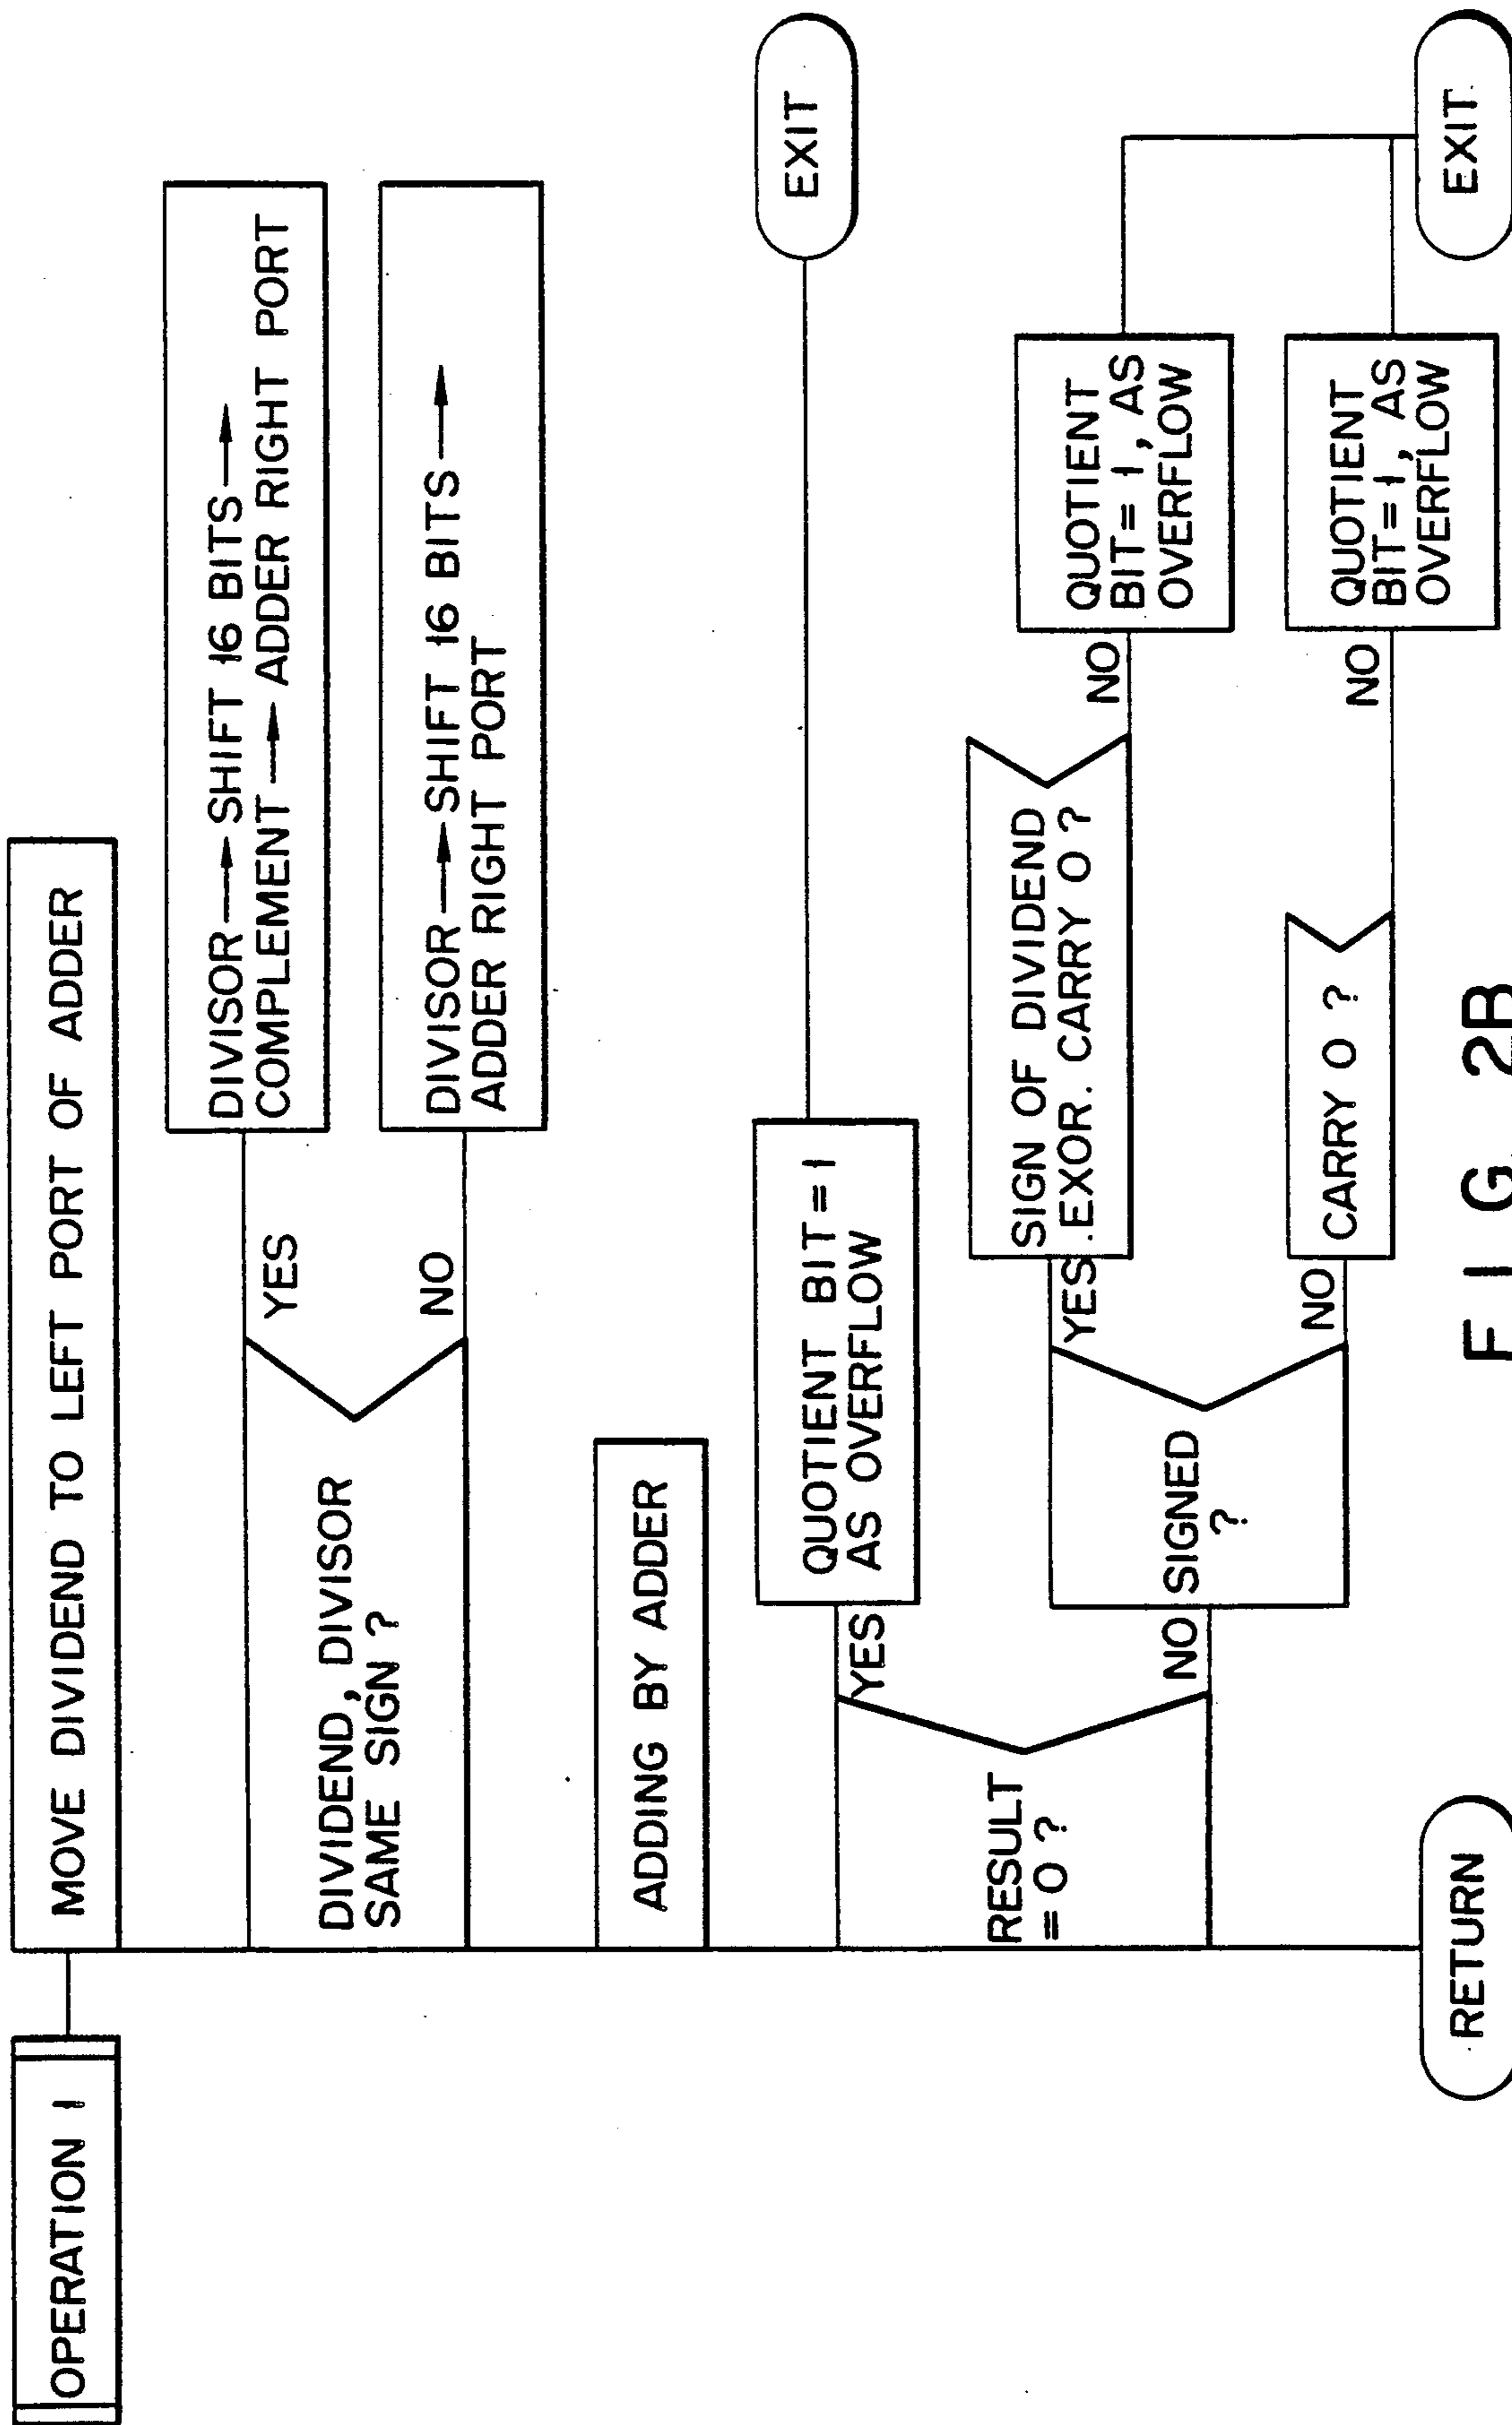 OPERATION 1
MOVE DIVIDEND TO LEFT PORT OF ADDER
DIVIDEND, DIVISOR
SAME SIGN ?
YES
DIVISOR → SHIFT 16 BITS →
COMPLEMENT → ADDER RIGHT PORT
NO
DIVISOR → SHIFT 16 BITS →
ADDER RIGHT PORT
ADDING BY ADDER
RESULT
= 0 ?
YES
QUOTIENT BIT = 1
AS OVERFLOW
EXIT
NO
SIGNED
?
YES
SIGN OF DIVIDEND
.EXOR. CARRY 0 ?
NO
QUOTIENT
BIT = 1, AS
OVERFLOW
NO
CARRY 0 ?
NO
QUOTIENT
BIT = 1, AS
OVERFLOW
EXIT
RETURN
FIG. 2B